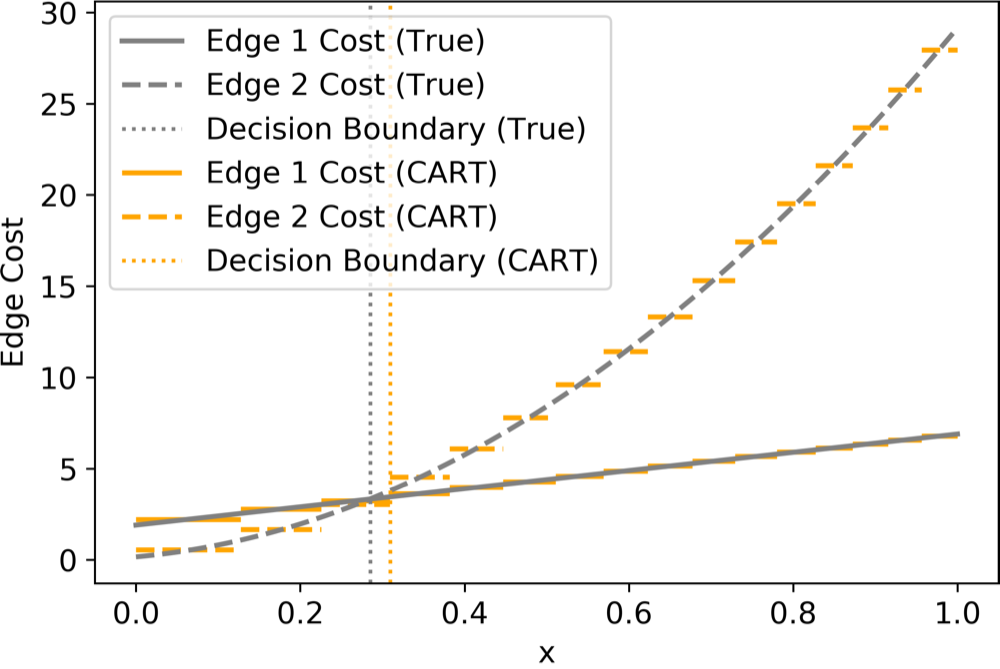 30
25
20
15
10
5
0
Edge Cost
Edge 1 Cost (True)
Edge 2 Cost (True)
Decision Boundary (True)
Edge 1 Cost (CART)
Edge 2 Cost (CART)
Decision Boundary (CART)
0.0 0.2 0.4 0.6 0.8 1.0
x